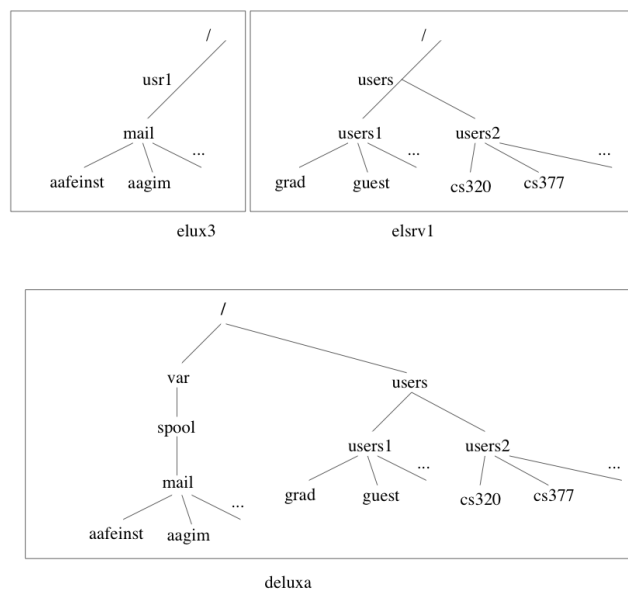 / /
usr1 users
mail users1 users2
... ... ...
aafeinst aagim grad guest cs320 cs377
elux3 elsrv1
/
var users
spool users1 users2
mail ... ...
grad guest cs320 cs377
...
aafeinst aagim
deluxa